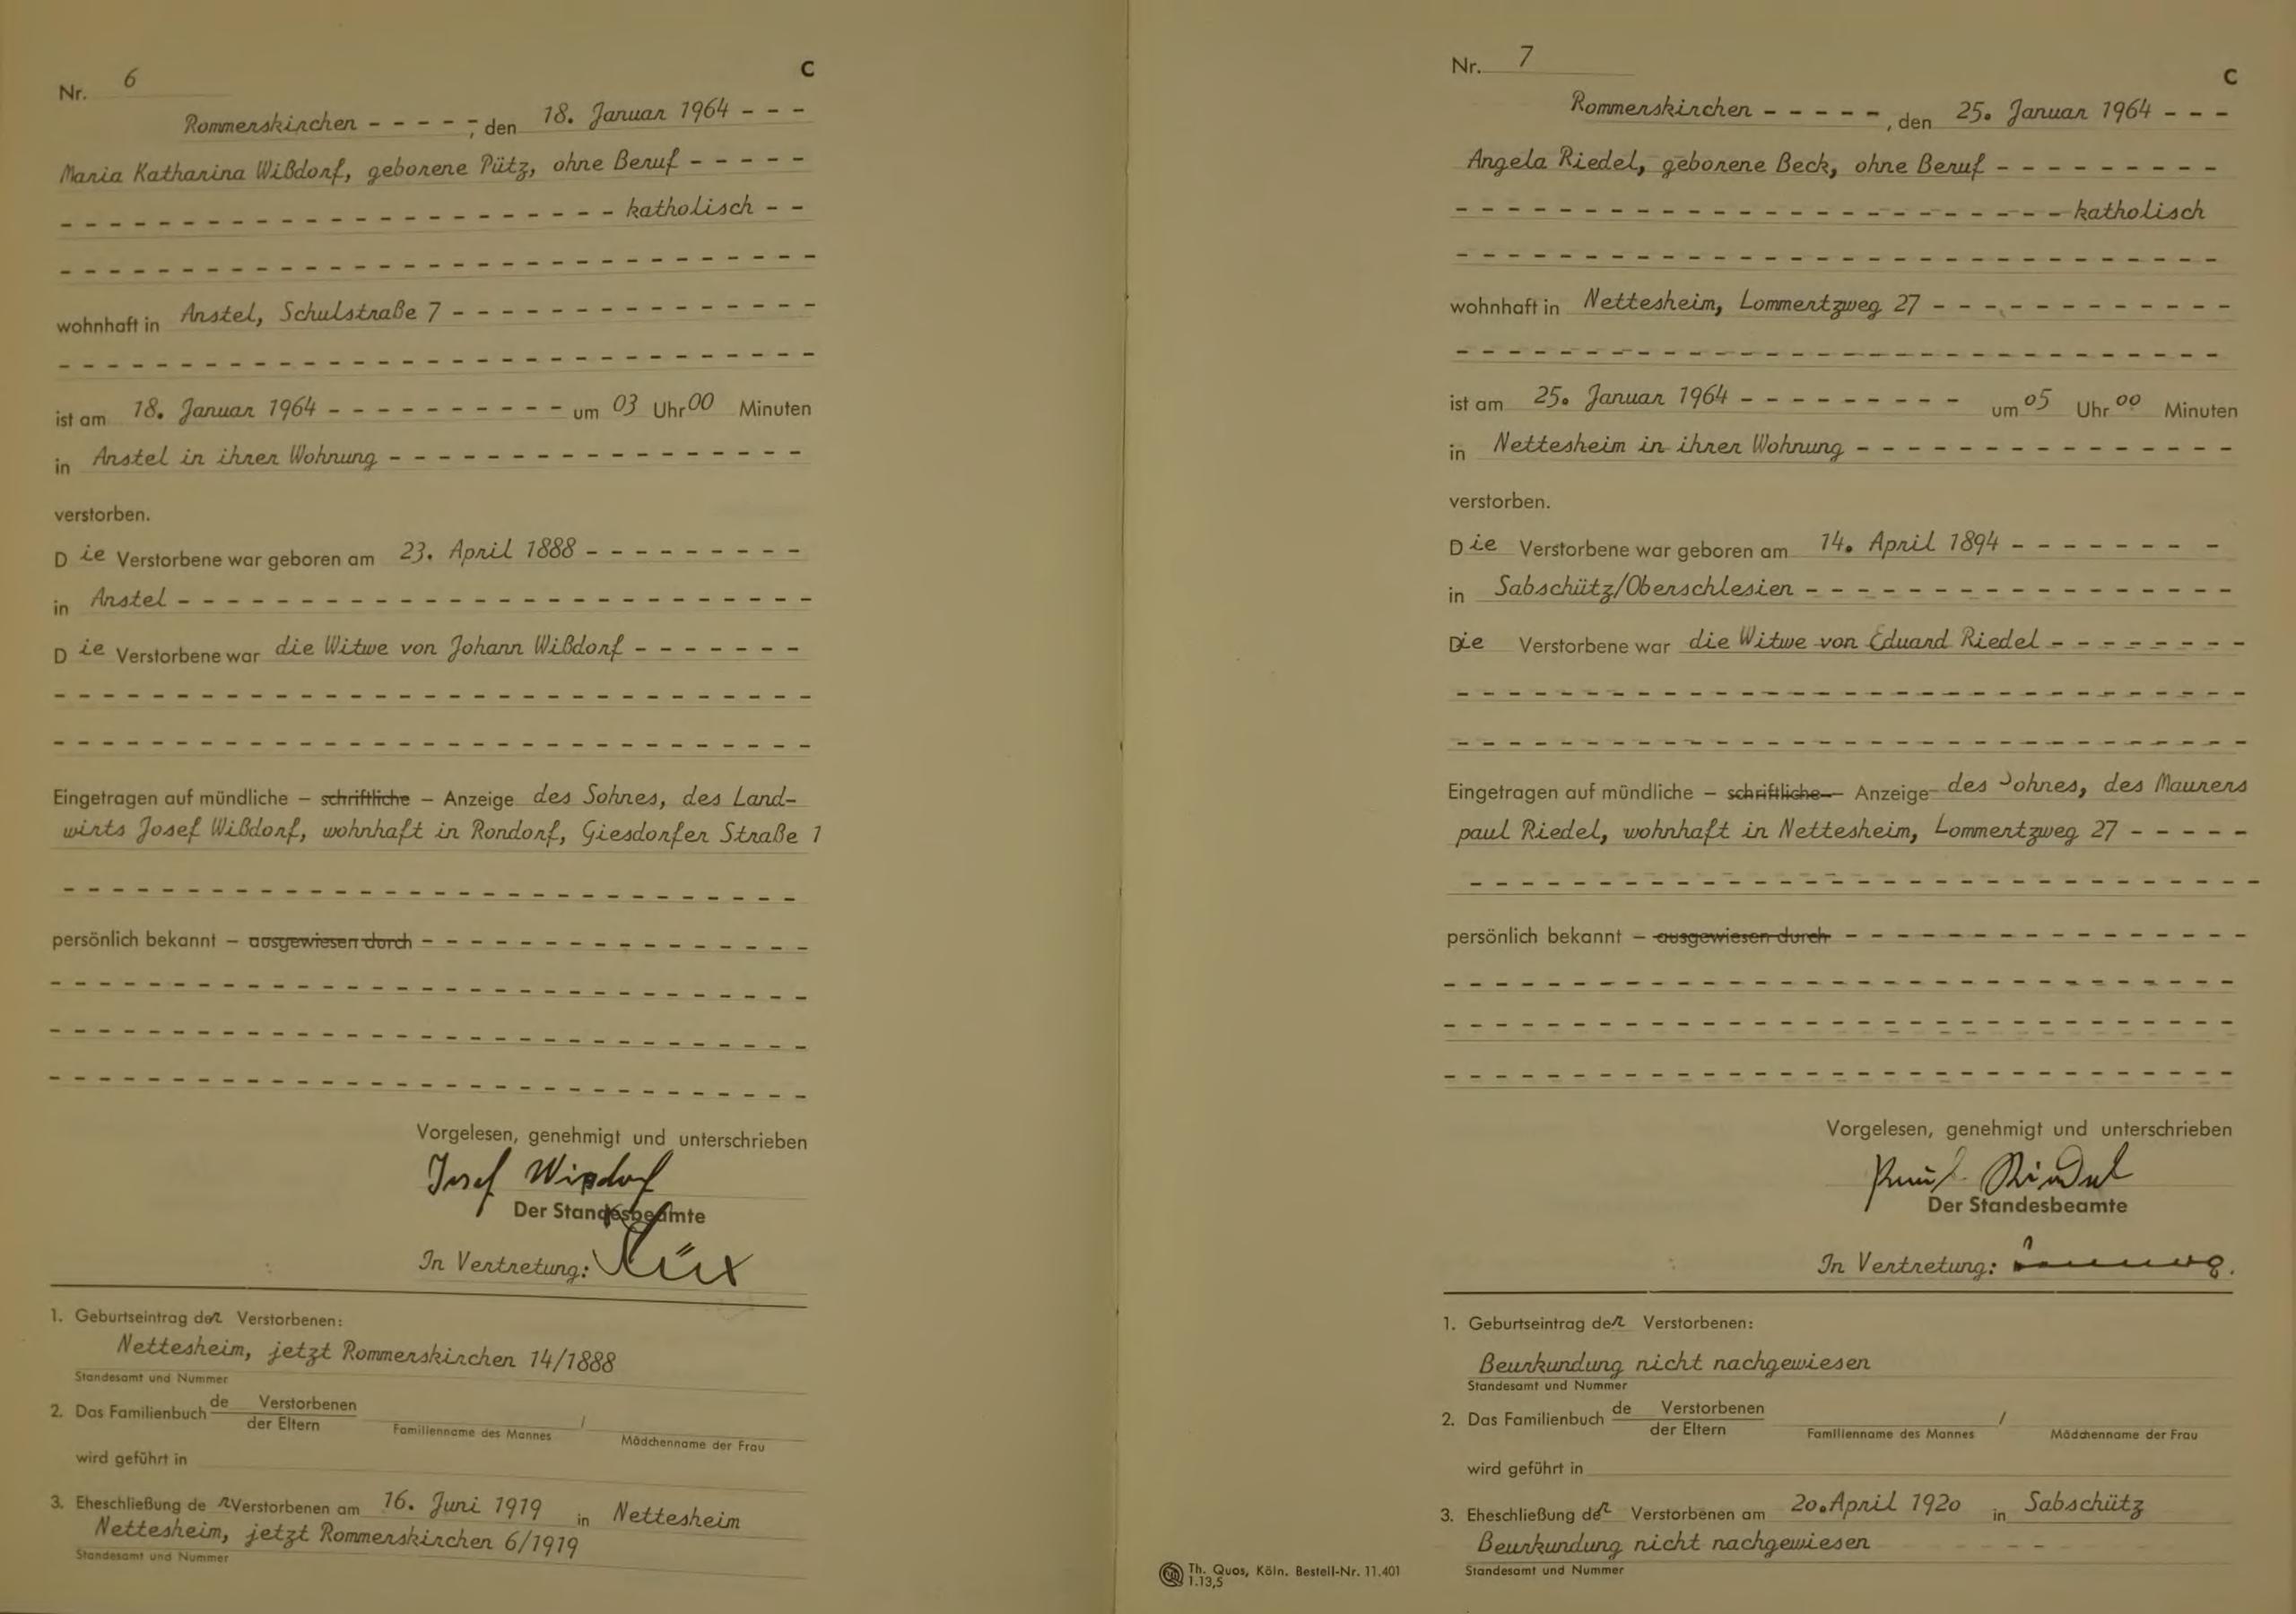 Nr. 6
C
Rommerskirchen - - - - -, den 18. Januar 1964 - - -
Maria Katharina Wißdorf, geborene Pütz, ohne Beruf - - - - -
- - - - - - - - - - - - - - - - - - - - - - - katholisch - -
wohnhaft in Anstel, Schulstraße 7 - - - - - - - - - - - - - - -
ist am 18. Januar 1964 - - - - - - - - - - um 03 Uhr 00 Minuten
in Anstel in ihrer Wohnung - - - - - - - - - - - - - - - - -
verstorben.
Die Verstorbene war geboren am 23. April 1888 - - - - - - - - -
in Anstel - - - - - - - - - - - - - - - - - - - - - - - - - -
Die Verstorbene war die Witwe von Johann Wißdorf - - - - - - -
Eingetragen auf mündliche – schriftliche – Anzeige des Sohnes, des Land-
wirts Josef Wißdorf, wohnhaft in Rondorf, Giesdorfer Straße 1
persönlich bekannt – ausgewiesen durch - - - - - - - - - - - - - - - -
Vorgelesen, genehmigt und unterschrieben
Josef Wißdorf
Der Standesbeamte
In Vertretung:
1. Geburtseintrag der Verstorbenen:
Nettesheim, jetzt Rommerskirchen 14/1888
Standesamt und Nummer
2. Das Familienbuch de Verstorbenen
der Eltern
Familienname des Mannes / Mädchenname der Frau
wird geführt in
3. Eheschließung der Verstorbenen am 16. Juni 1919 in Nettesheim
Nettesheim, jetzt Rommerskirchen 6/1919
Standesamt und Nummer
Nr. 7
C
Rommerskirchen - - - - -, den 25. Januar 1964 - - -
Angela Riedel, geborene Beck, ohne Beruf - - - - - - - - -
- - - - - - - - - - - - - - - - - - - - - - - - - katholisch
wohnhaft in Nettesheim, Lommertzweg 27 - - - - - - - - - - - -
ist am 25. Januar 1964 - - - - - - - - - um 05 Uhr 00 Minuten
in Nettesheim in ihrer Wohnung - - - - - - - - - - - - - - -
verstorben.
Die Verstorbene war geboren am 14. April 1894 - - - - - - - -
in Sabschütz/Oberschlesien - - - - - - - - - - - - - - - - -
Die Verstorbene war die Witwe von Eduard Riedel - - - - - - - -
Eingetragen auf mündliche – schriftliche – Anzeige des Sohnes, des Maurers
paul Riedel, wohnhaft in Nettesheim, Lommertzweg 27 - - - - -
persönlich bekannt – ausgewiesen durch - - - - - - - - - - - - - - - -
Vorgelesen, genehmigt und unterschrieben
Paul Riedel
Der Standesbeamte
In Vertretung:
1. Geburtseintrag der Verstorbenen:
Beurkundung nicht nachgewiesen
Standesamt und Nummer
2. Das Familienbuch de Verstorbenen
der Eltern
Familienname des Mannes / Mädchenname der Frau
wird geführt in
3. Eheschließung der Verstorbenen am 20. April 1920 in Sabschütz
Beurkundung nicht nachgewiesen
Standesamt und Nummer
Th. Quos, Köln. Bestell-Nr. 11.401
1.13,5